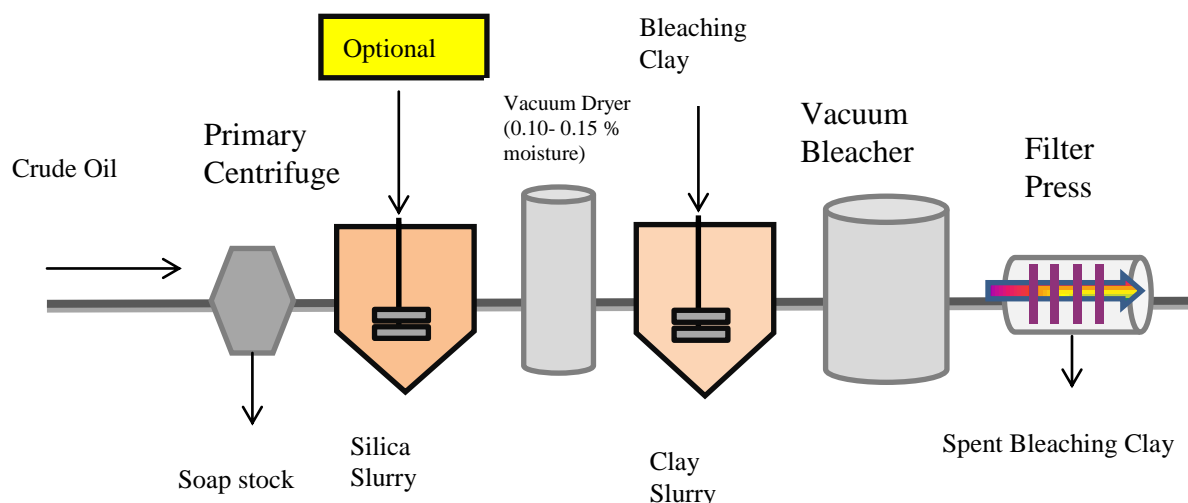 Optional
Bleaching
Clay
Vacuum Dryer
(0.10- 0.15 %
moisture)
Vacuum
Bleacher
Primary
Centrifuge
Filter
Press
Crude Oil
Silica
Slurry
Clay
Slurry
Soap stock
Spent Bleaching Clay